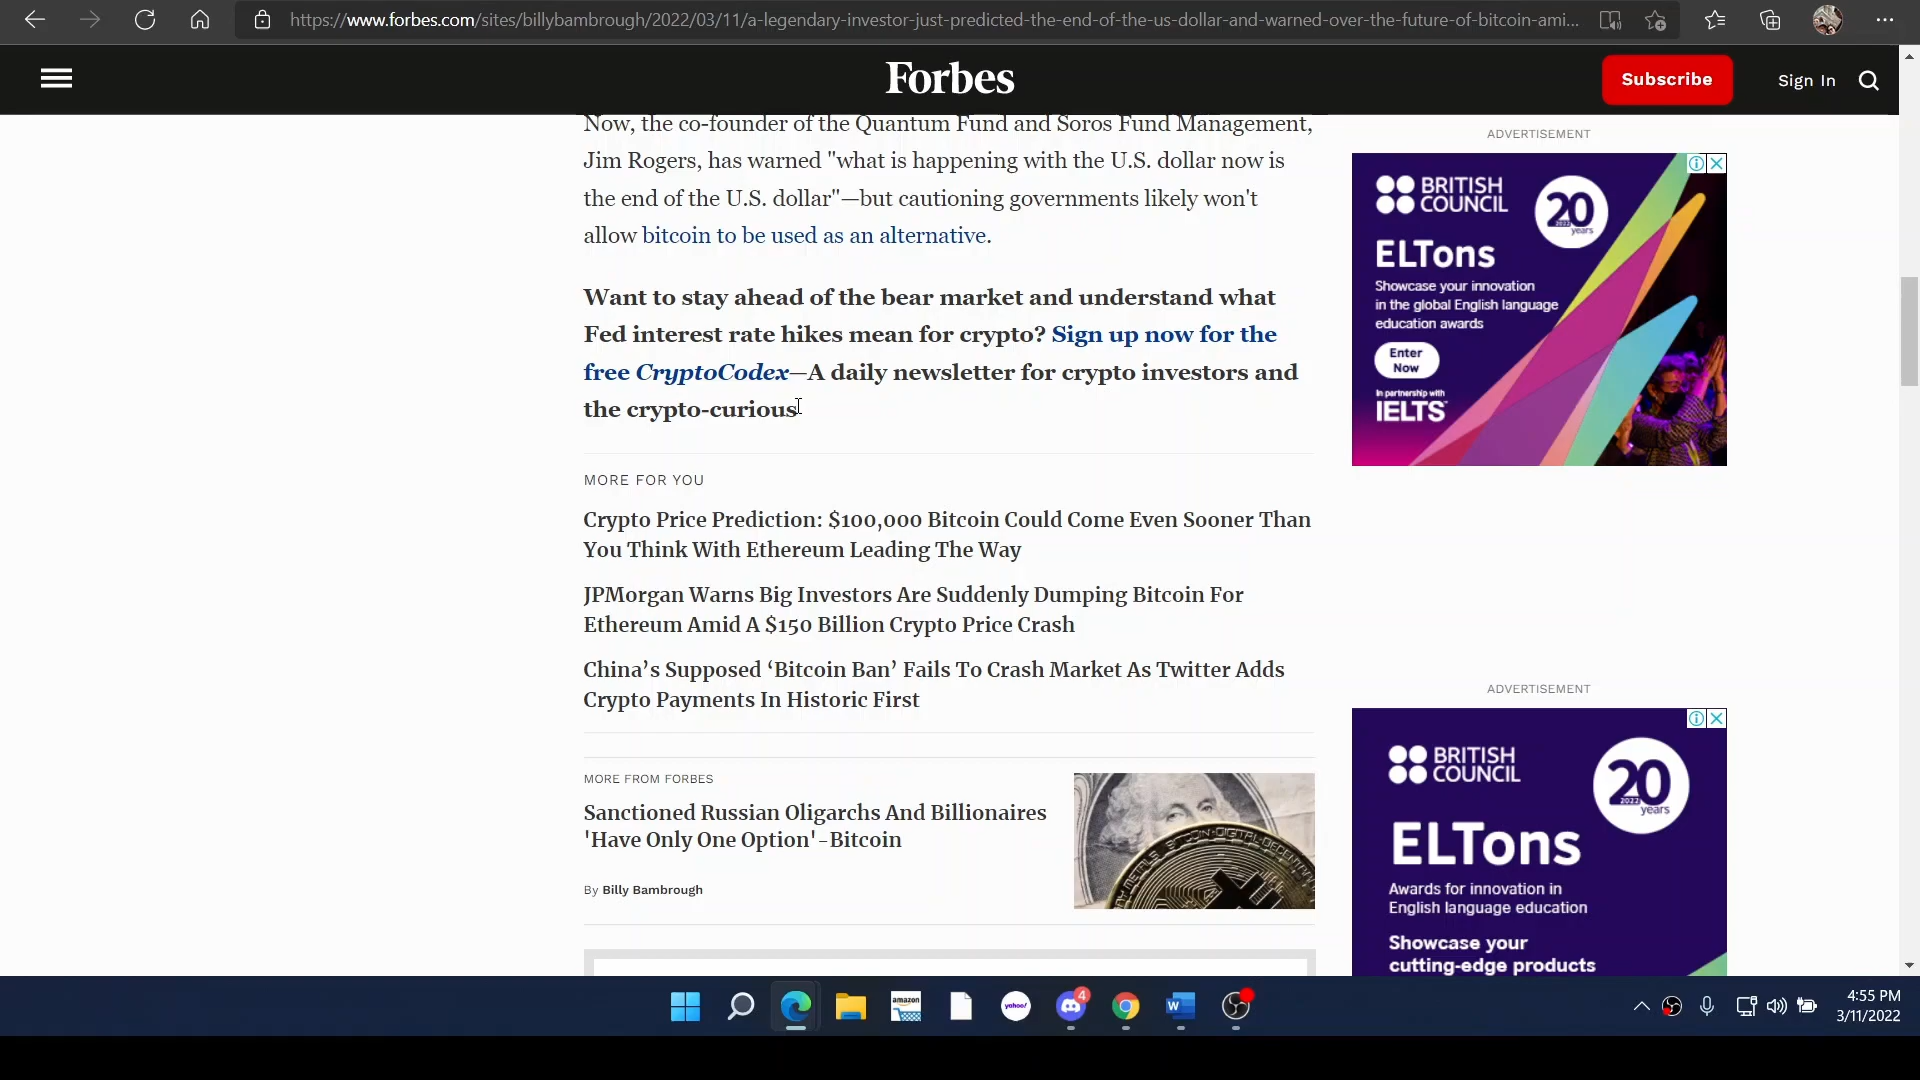 https://www.forbes.com/sites/billybambrough/2022/03/11/a-legendary-investor-just-predicted-the-end-of-the-us-dollar-and-warned-over-the-future-of-bitcoin-ami...
Forbes
Subscribe
Sign In
Now, the co-founder of the Quantum Fund and Soros Fund Management,
Jim Rogers, has warned "what is happening with the U.S. dollar now is
the end of the U.S. dollar"—but cautioning governments likely won't
allow bitcoin to be used as an alternative.
Want to stay ahead of the bear market and understand what
Fed interest rate hikes mean for crypto? Sign up now for the
free CryptoCodex—A daily newsletter for crypto investors and
the crypto-curious
MORE FOR YOU
Crypto Price Prediction: $100,000 Bitcoin Could Come Even Sooner Than
You Think With Ethereum Leading The Way
JPMorgan Warns Big Investors Are Suddenly Dumping Bitcoin For
Ethereum Amid A $150 Billion Crypto Price Crash
China’s Supposed ‘Bitcoin Ban’ Fails To Crash Market As Twitter Adds
Crypto Payments In Historic First
MORE FROM FORBES
Sanctioned Russian Oligarchs And Billionaires
'Have Only One Option'-Bitcoin
By Billy Bambrough
ADVERTISEMENT
BRITISH
COUNCIL
20
2022
years
ELTons
Showcase your innovation
in the global English language
education awards
Enter
Now
In partnership with
IELTS™
ADVERTISEMENT
BRITISH
COUNCIL
20
2022
years
ELTons
Awards for innovation in
English language education
Showcase your
cutting-edge products
amazon
yahoo!
4
4:55 PM
3/11/2022